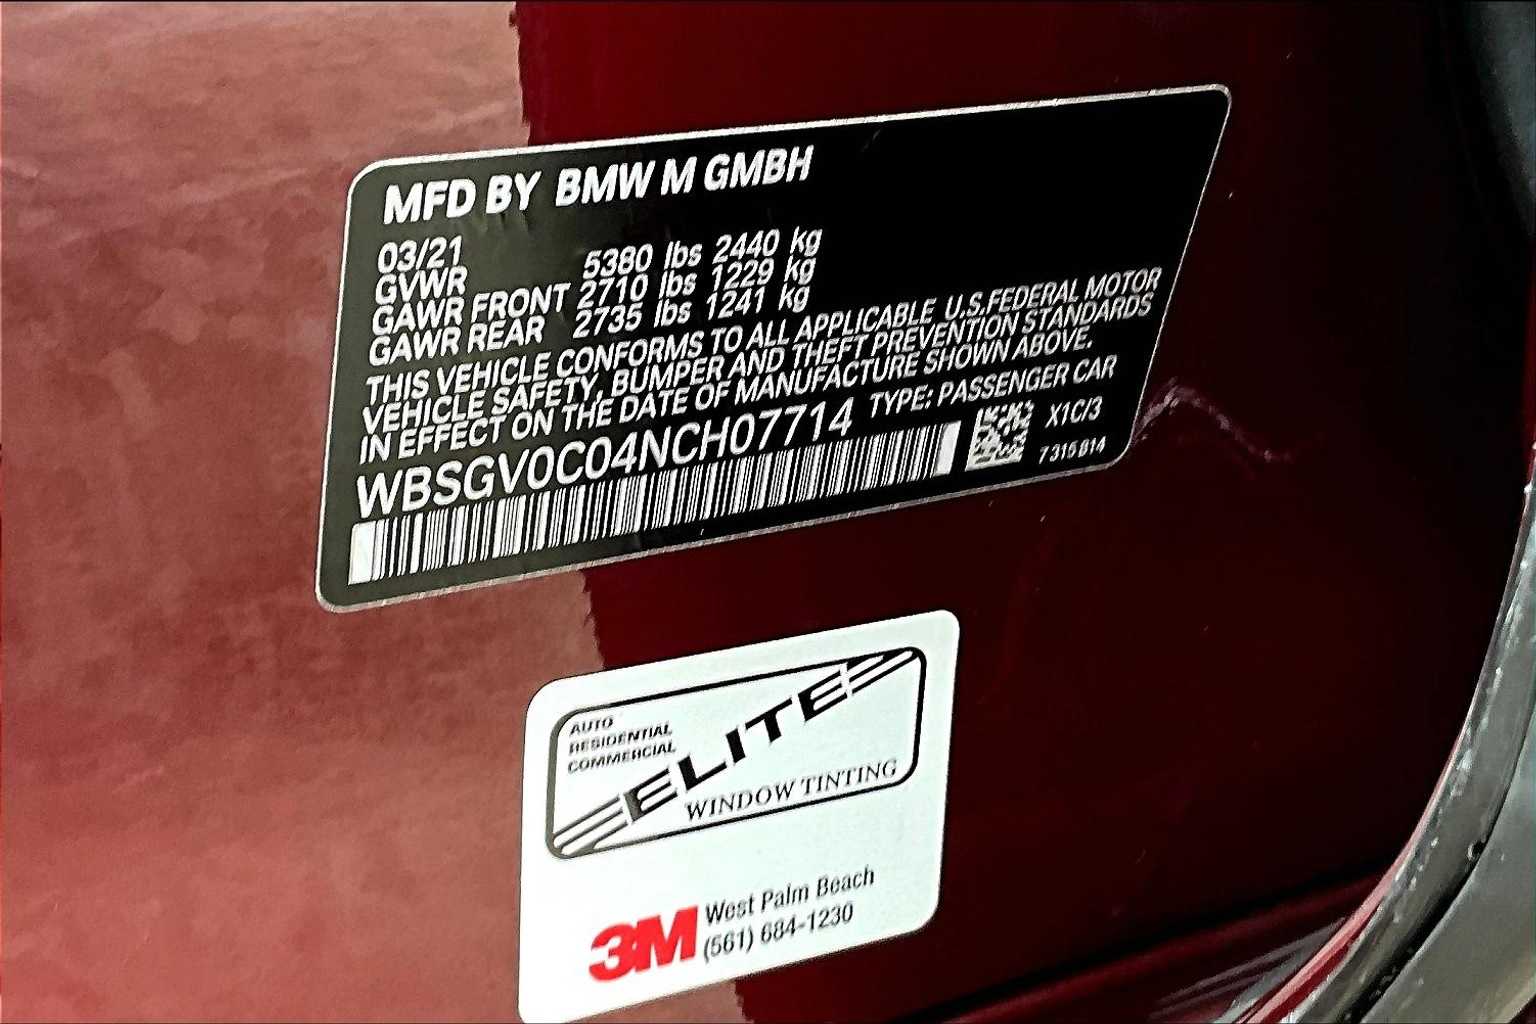 MFD BY BMW M GMBH
03/21
GVWR 5380 lbs 2440 kg
GAWR FRONT 2710 lbs 1229 kg
GAWR REAR 2735 lbs 1241 kg
THIS VEHICLE CONFORMS TO ALL APPLICABLE U.S.FEDERAL MOTOR
VEHICLE SAFETY, BUMPER AND THEFT PREVENTION STANDARDS
IN EFFECT ON THE DATE OF MANUFACTURE SHOWN ABOVE.
WBSGV0C04NCH07714 TYPE: PASSENGER CAR
X1C/3
7315814
AUTO
RESIDENTIAL
COMMERCIAL
ELITE
WINDOW TINTING
3M West Palm Beach
(561) 684-1230